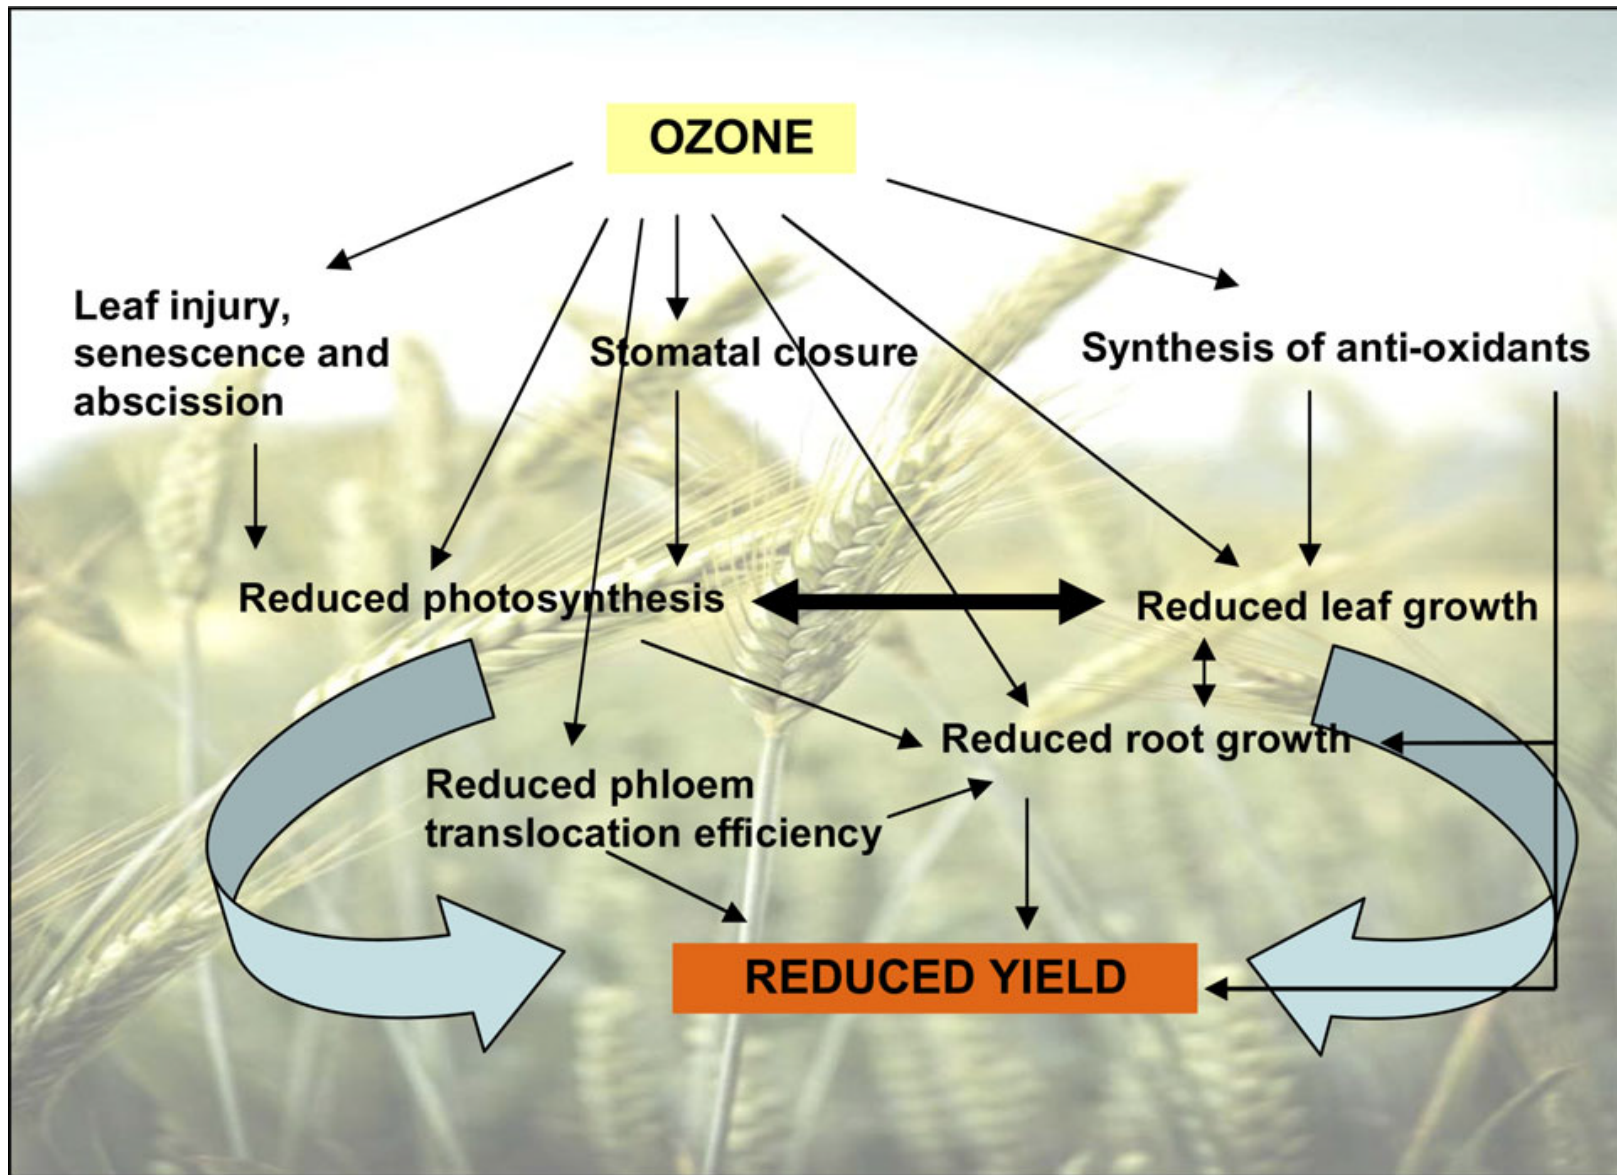 OZONE
Leaf injury,
senescence and
abscission
Stomatal closure
Synthesis of anti-oxidants
Reduced photosynthesis
Reduced leaf growth
Reduced root growth
Reduced phloem
translocation efficiency
REDUCED YIELD